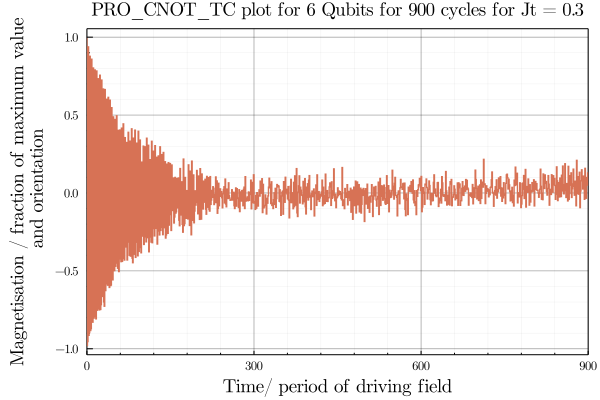 PRO_CNOT_TC plot for 6 Qubits for 900 cycles for Jt = 0.3
Magnetisation / fraction of maximum value
and orientation
1.0
0.5
0.0
−0.5
−1.0
0
300
600
900
Time/ period of driving field